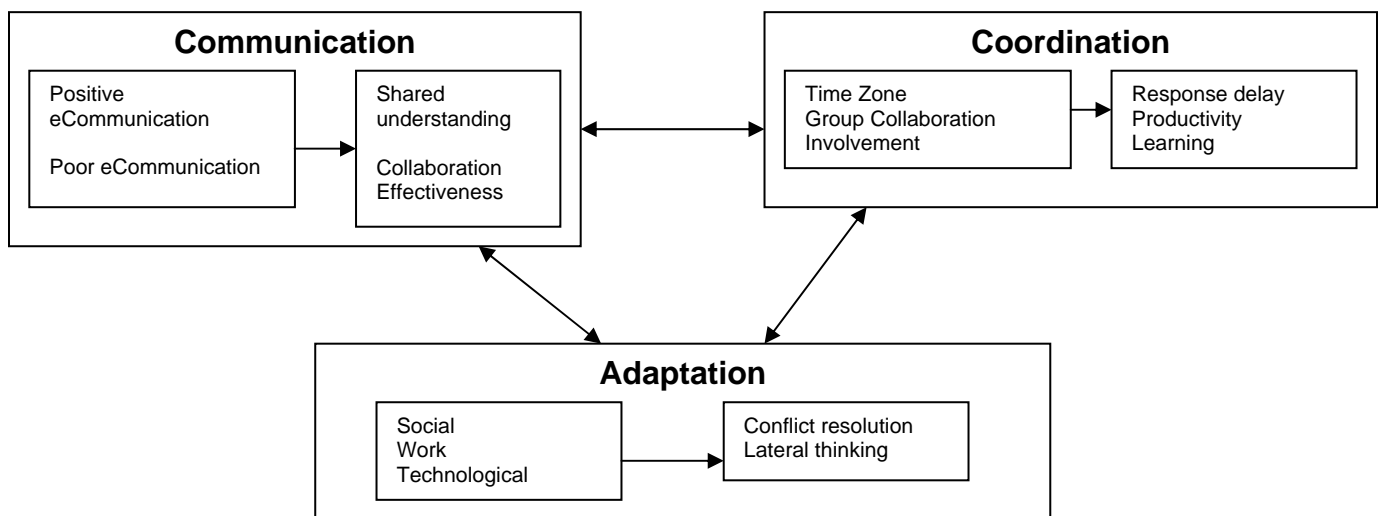 Communication
Positive
eCommunication
Poor eCommunication
Shared
understanding
Collaboration
Effectiveness
Coordination
Time Zone
Group Collaboration
Involvement
Response delay
Productivity
Learning
Adaptation
Social
Work
Technological
Conflict resolution
Lateral thinking